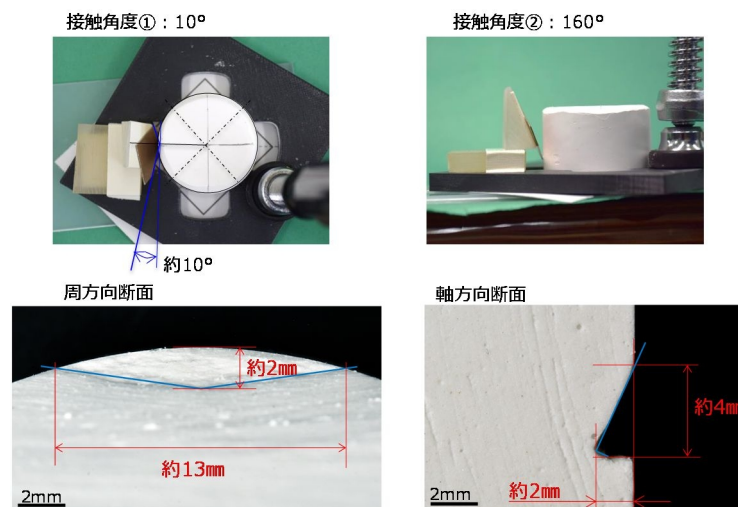 接触角度①：10°
接触角度②：160°
約10°
周方向断面
軸方向断面
約2㎜
約13㎜
2mm
約4㎜
約2㎜
2mm